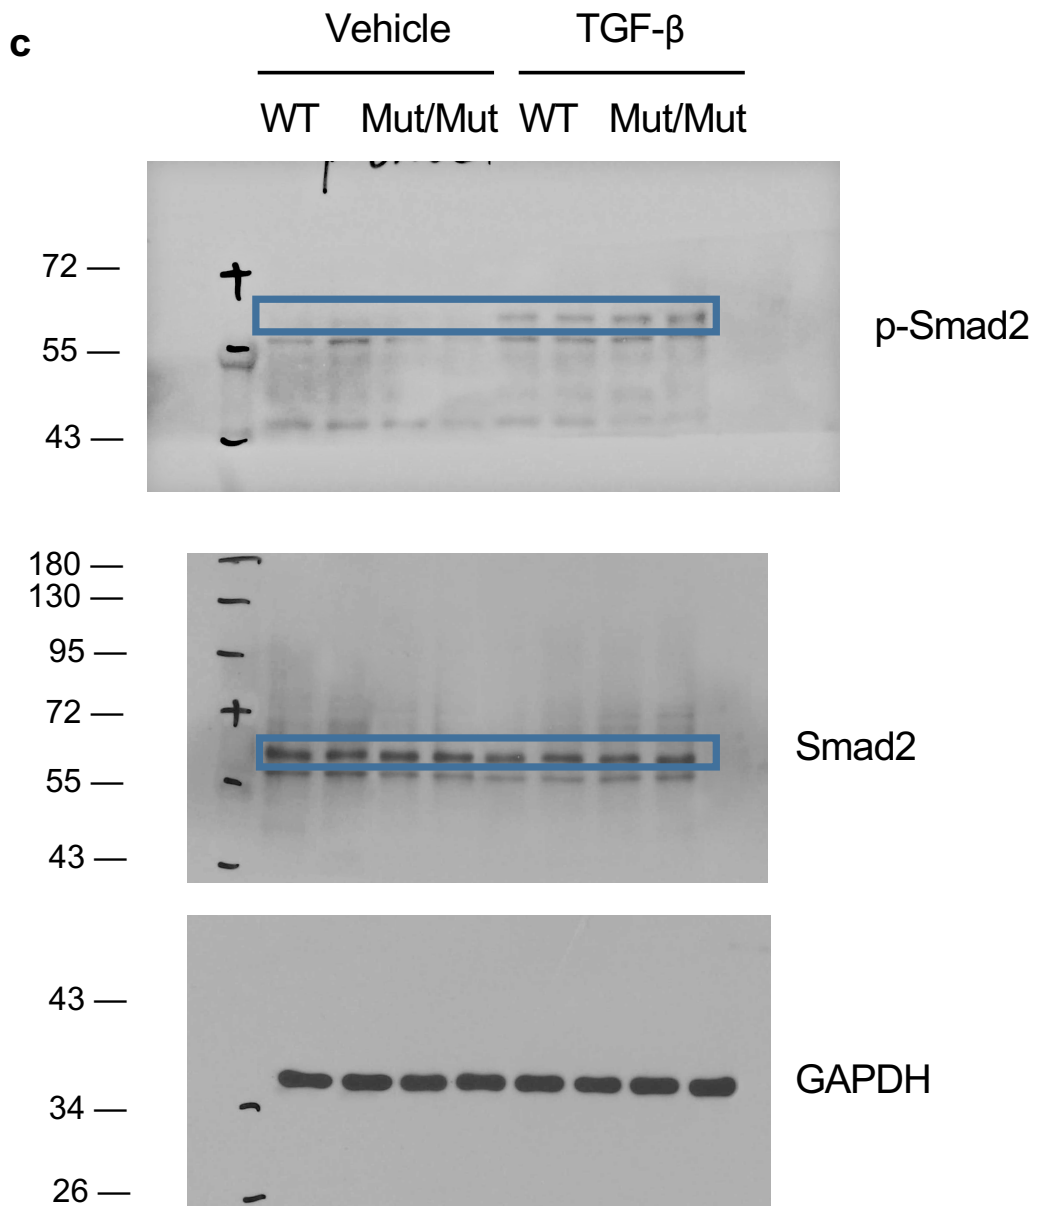 c
Vehicle TGF-β
WT Mut/Mut WT Mut/Mut
72 —
55 —
43 —
p-Smad2
180 —
130 —
95 —
72 —
55 —
43 —
Smad2
43 —
34 —
26 —
GAPDH